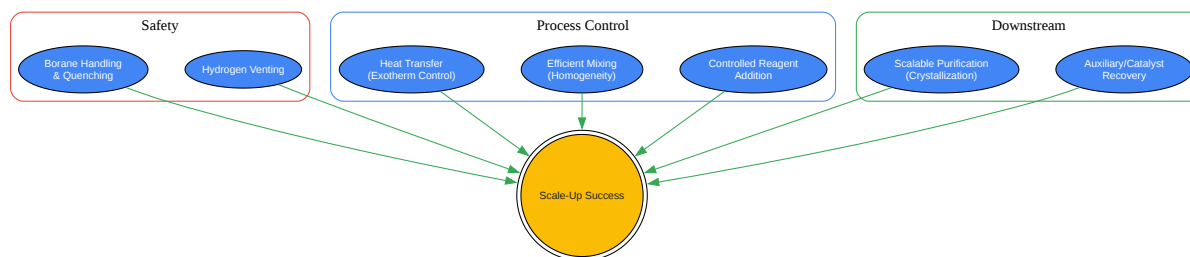 Safety
Borane Handling
& Quenching
Hydrogen Venting
Process Control
Heat Transfer
(Exotherm Control)
Efficient Mixing
(Homogeneity)
Controlled Reagent
Addition
Downstream
Scalable Purification
(Crystallization)
Auxiliary/Catalyst
Recovery
Scale-Up Success